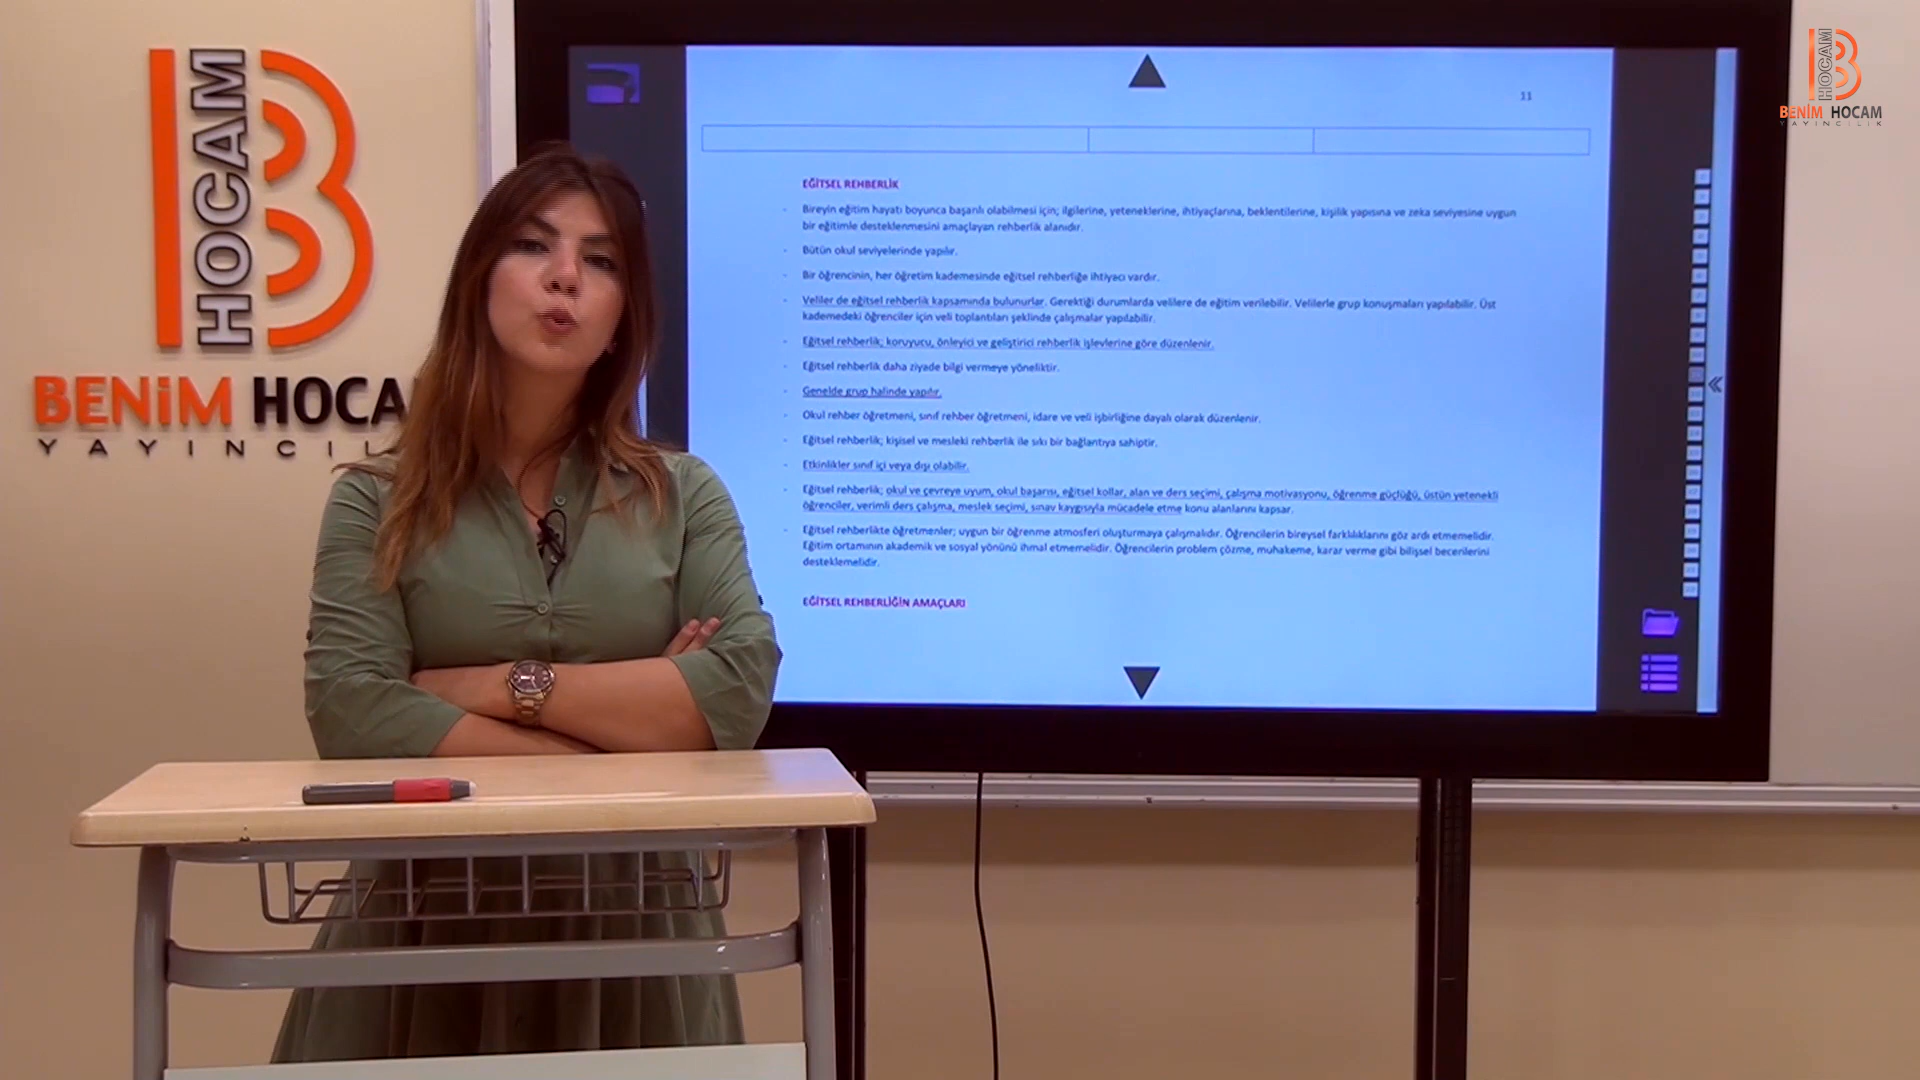 HOCAM
BENİM HOCA
YAYINCIL
HOCAM
BENİM HOCAM
YAYINCILIK
11
EĞİTSEL REHBERLİK
- Bireyin eğitim hayatı boyunca başarılı olabilmesi için; ilgilerine, yeteneklerine, ihtiyaçlarına, beklentilerine, kişilik yapısına ve zeka seviyesine uygun
bir eğitimle desteklenmesini amaçlayan rehberlik alanıdır.
- Bütün okul seviyelerinde yapılır.
- Bir öğrencinin, her öğretim kademesinde eğitsel rehberliğe ihtiyacı vardır.
- Veliler de eğitsel rehberlik kapsamında bulunurlar. Gerektiği durumlarda velilere de eğitim verilebilir. Velilerle grup konuşmaları yapılabilir. Üst
kademedeki öğrenciler için veli toplantıları şeklinde çalışmalar yapılabilir.
- Eğitsel rehberlik; koruyucu, önleyici ve geliştirici rehberlik işlevlerine göre düzenlenir.
- Eğitsel rehberlik daha ziyade bilgi vermeye yöneliktir.
- Genelde grup halinde yapılır.
- Okul rehber öğretmeni, sınıf rehber öğretmeni, idare ve veli işbirliğine dayalı olarak düzenlenir.
- Eğitsel rehberlik; kişisel ve mesleki rehberlik ile sıkı bir bağlantıya sahiptir.
- Etkinlikler sınıf içi veya dışı olabilir.
- Eğitsel rehberlik; okul ve çevreye uyum, okul başarısı, eğitsel kollar, alan ve ders seçimi, çalışma motivasyonu, öğrenme güçlüğü, üstün yetenekli
öğrenciler, verimli ders çalışma, meslek seçimi, sınav kaygısıyla mücadele etme konu alanlarını kapsar.
- Eğitsel rehberlikte öğretmenler; uygun bir öğrenme atmosferi oluşturmaya çalışmalıdır. Öğrencilerin bireysel farklılıklarını göz ardı etmemelidir.
Eğitim ortamının akademik ve sosyal yönünü ihmal etmemelidir. Öğrencilerin problem çözme, muhakeme, karar verme gibi bilişsel becerilerini
desteklemelidir.
EĞİTSEL REHBERLİĞİN AMAÇLARI